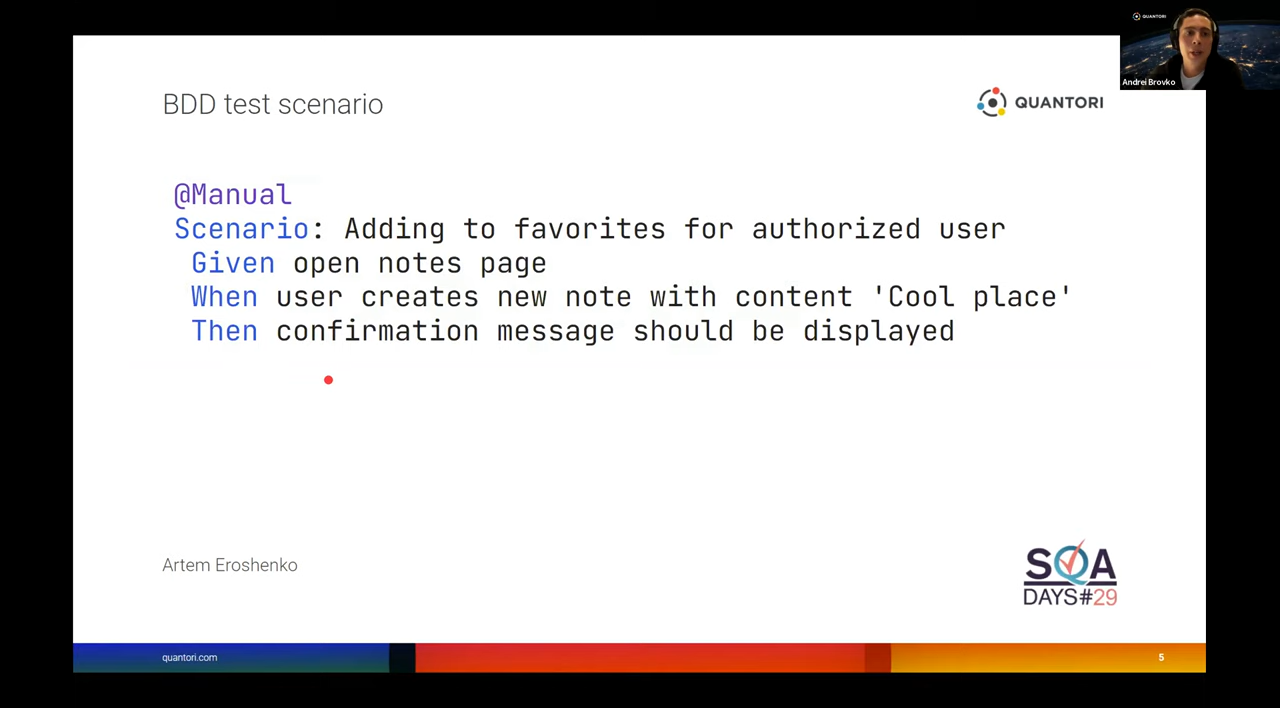 QUANTORI
Andrei Brovko
BDD test scenario
QUANTORI
@Manual
Scenario: Adding to favorites for authorized user
Given open notes page
When user creates new note with content 'Cool place'
Then confirmation message should be displayed
Artem Eroshenko
SQA
DAYS#29
quantori.com
5